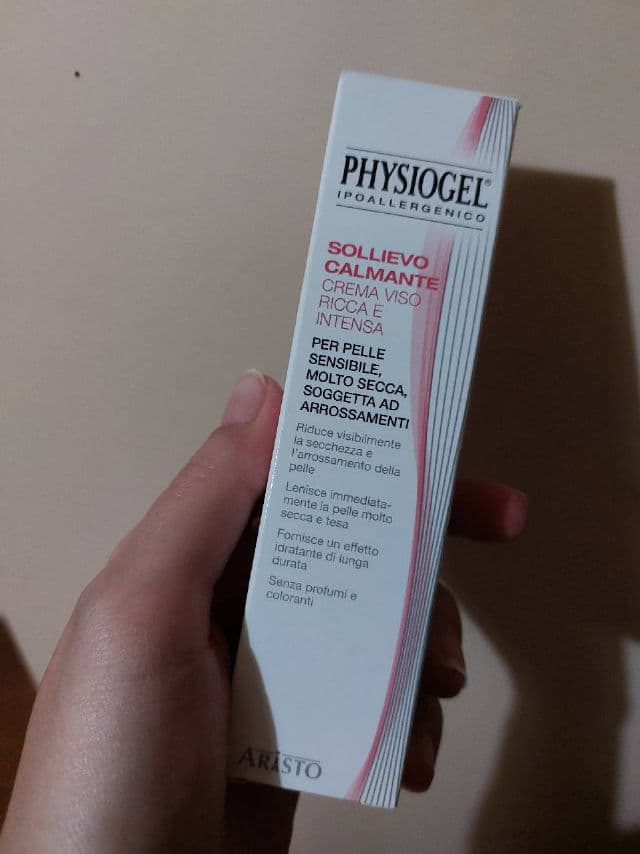 PHYSIOGEL®
IPOALLERGENICO
SOLLIEVO
CALMANTE
CREMA VISO
RICCA E
INTENSA
PER PELLE
SENSIBILE,
MOLTO SECCA,
SOGGETTA AD
ARROSSAMENTI
Riduce visibilmente
la secchezza e
l'arrossamento della
pelle
Lenisce immediata-
mente la pelle molto
secca e tesa
Fornisce un effetto
idratante di lunga
durata
Senza profumi e
coloranti
ARISTO